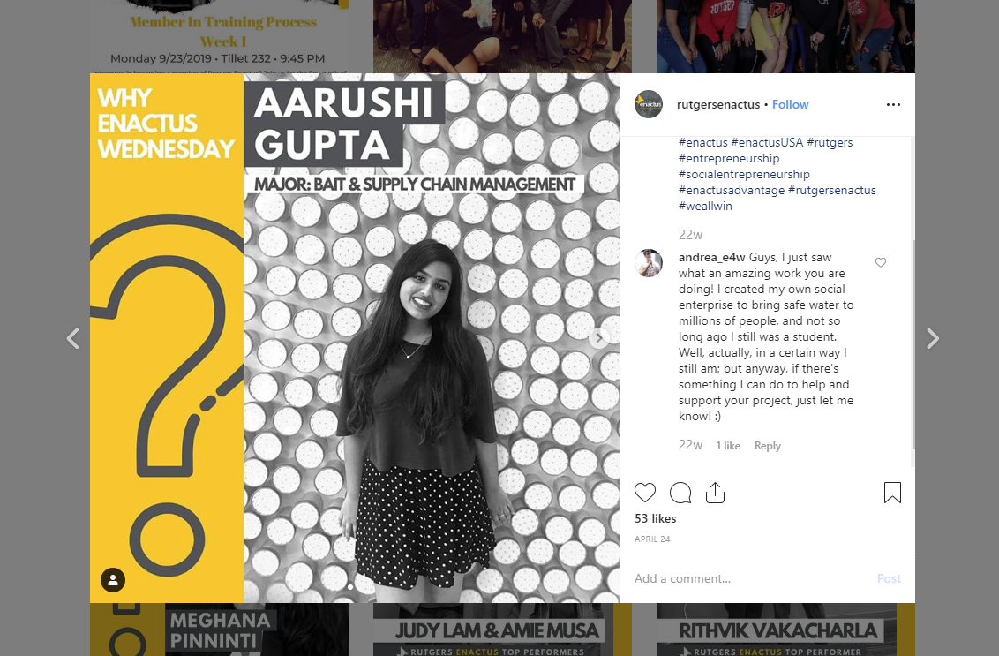 Member In Training Process
Week 1
Monday 9/23/2019 • Tillet 232 • 9:45 PM
RUTGERS
WHY
ENACTUS
WEDNESDAY
AARUSHI
GUPTA
MAJOR: BAIT & SUPPLY CHAIN MANAGEMENT
enactus
rutgersenactus • Follow
#enactus #enactusUSA #rutgers
#entrepreneurship
#socialentrepreneurship
#enactusadvantage #rutgersenactus
#weallwin
22w
andrea_e4w Guys, I just saw
what an amazing work you are
doing! I created my own social
enterprise to bring safe water to
millions of people, and not so
long ago I still was a student.
Well, actually, in a certain way I
still am; but anyway, if there's
something I can do to help and
support your project, just let me
know! :)
22w 1 like Reply
53 likes
APRIL 24
Add a comment... Post
MEGHANA
PINNINTI
JUDY LAM & AMIE MUSA
RUTGERS ENACTUS TOP PERFORMERS
RITHVIK VAKACHARLA
RUTGERS ENACTUS TOP PERFORMER